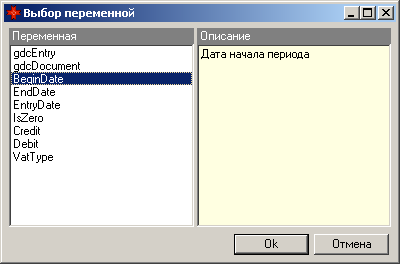 Выбор переменной
Переменная
Описание
gdcEntry
gdcDocument
BeginDate
EndDate
EntryDate
IsZero
Credit
Debit
VatType
Дата начала периода
Ok
Отмена